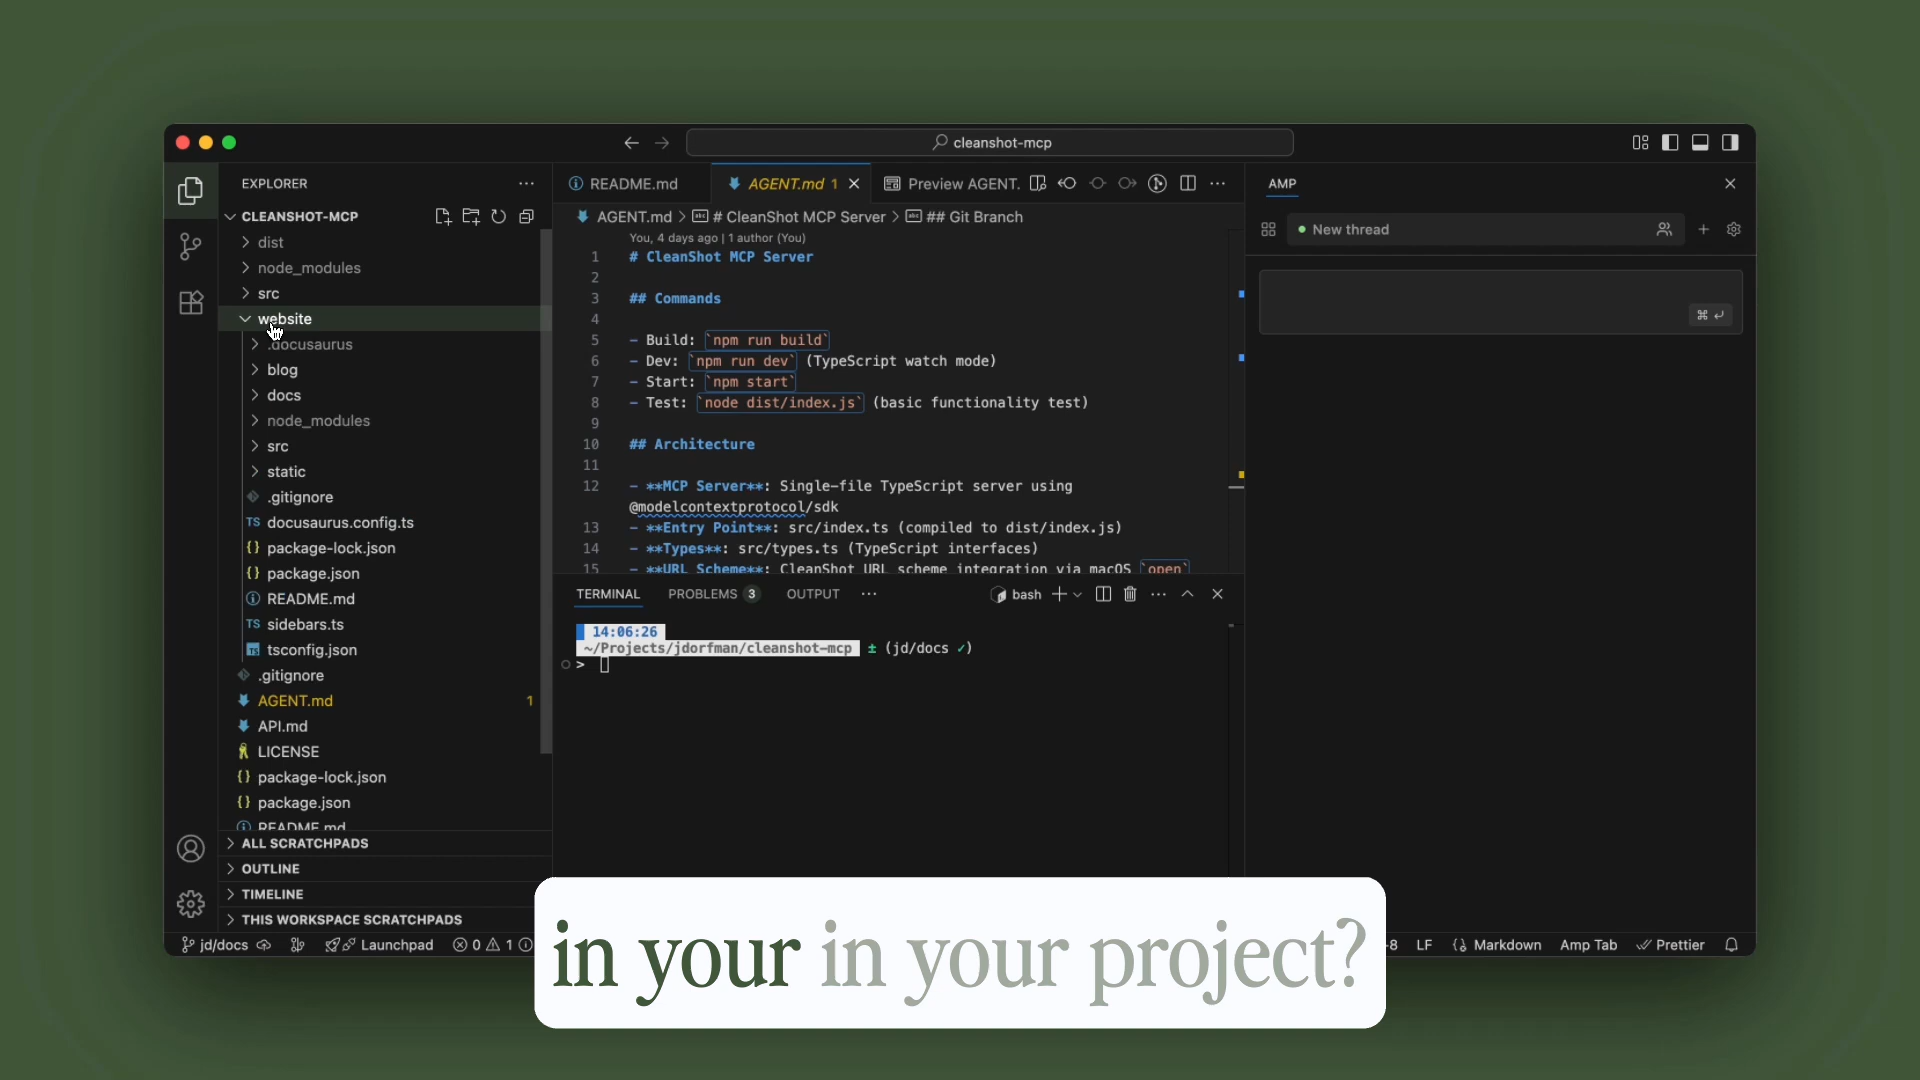 cleanshot-mcp
EXPLORER
CLEANSHOT-MCP
dist
node_modules
src
website
.docusaurus
blog
docs
node_modules
src
static
.gitignore
TS docusaurus.config.ts
{} package-lock.json
{} package.json
README.md
TS sidebars.ts
tsconfig.json
.gitignore
AGENT.md 1
API.md
LICENSE
{} package-lock.json
{} package.json
README.md
ALL SCRATCHPADS
OUTLINE
TIMELINE
THIS WORKSPACE SCRATCHPADS
README.md
AGENT.md 1
Preview AGENT.
AGENT.md > # CleanShot MCP Server > ## Git Branch
You, 4 days ago | 1 author (You)
1 # CleanShot MCP Server
2
3 ## Commands
4
5 - Build: `npm run build`
6 - Dev: `npm run dev` (TypeScript watch mode)
7 - Start: `npm start`
8 - Test: `node dist/index.js` (basic functionality test)
9
10 ## Architecture
11
12 - **MCP Server**: Single-file TypeScript server using
@modelcontextprotocol/sdk
13 - **Entry Point**: src/index.ts (compiled to dist/index.js)
14 - **Types**: src/types.ts (TypeScript interfaces)
15 - **URL Scheme**: CleanShot URL scheme integration via macOS `open`
TERMINAL PROBLEMS 3 OUTPUT
bash
14:06:26
~/Projects/jdorfman/cleanshot-mcp ± (jd/docs ✓)
>
AMP
New thread
⌘ ↵
jd/docs Launchpad 0 1
-8 LF Markdown Amp Tab Prettier
in your in your project?